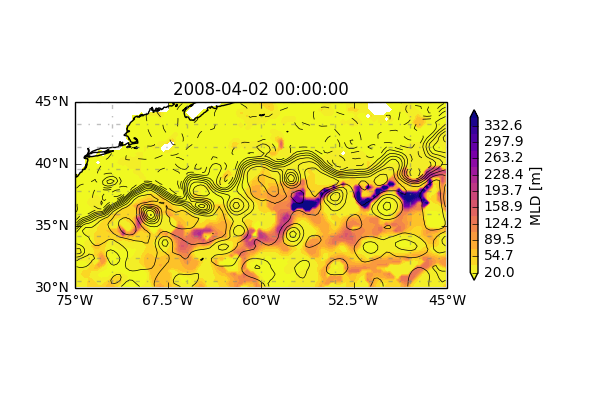 2008-04-02 00:00:00
45°N
40°N
35°N
30°N
75°W
67.5°W
60°W
52.5°W
45°W
332.6
297.9
263.2
228.4
193.7
158.9
124.2
89.5
54.7
20.0
MLD [m]